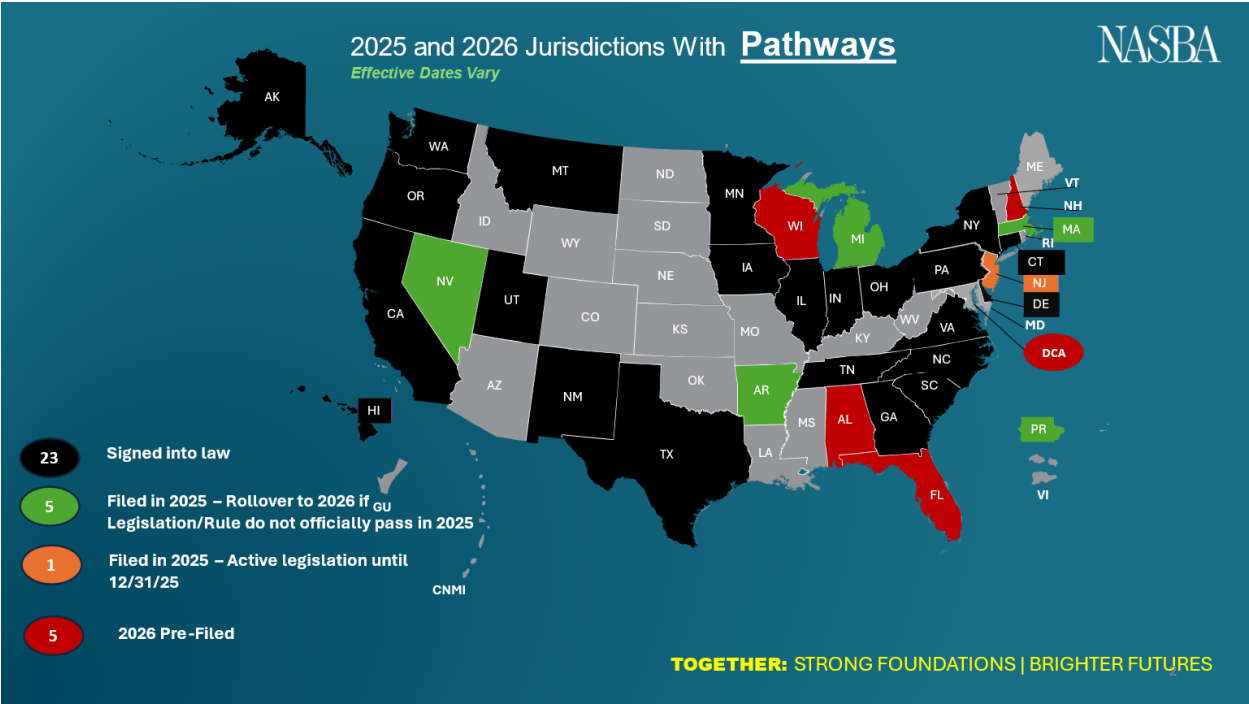 2025 and 2026 Jurisdictions With Pathways
NASBA
Effective Dates Vary
AK
WA
MT
ND
MN
ME
VT
OR
ID
SD
WI
NH
NY
MA
WY
MI
RI
CT
IA
PA
NE
NV
UT
IL
IN
OH
NJ
DE
CA
CO
KS
MO
WV
VA
MD
KY
DCA
NC
TN
AZ
OK
AR
SC
NM
HI
MS
AL
GA
PR
TX
LA
23 Signed into law
FL
VI
5 Filed in 2025 – Rollover to 2026 if
GU
Legislation/Rule do not officially pass in 2025
1 Filed in 2025 – Active legislation until
12/31/25
CNMI
5 2026 Pre-Filed
TOGETHER: STRONG FOUNDATIONS | BRIGHTER FUTURES
2